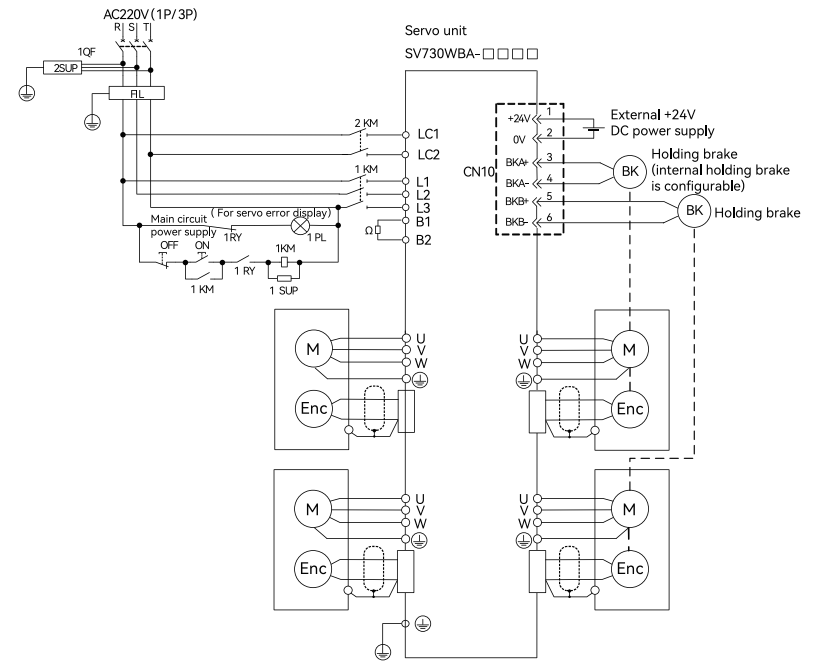 AC220V(1P/3P)
R S T
1QF
2SUP
FIL
Servo unit
SV730WBA-□□□□
2 KM
LC1
LC2
1 KM
L1
L2
L3
B1
B2
Ω
Main circuit
power supply
( For servo error display)
1RY
1 PL
OFF
ON
1 KM
1 RY
1KM
1 SUP
CN10
+24V 1
0V 2
BKA+ 3
BKA- 4
BKB+ 5
BKB- 6
External +24V
DC power supply
BK
Holding brake
(internal holding brake
is configurable)
BK
Holding brake
M
U
V
W
Enc
U
V
W
M
Enc
M
U
V
W
Enc
U
V
W
M
Enc